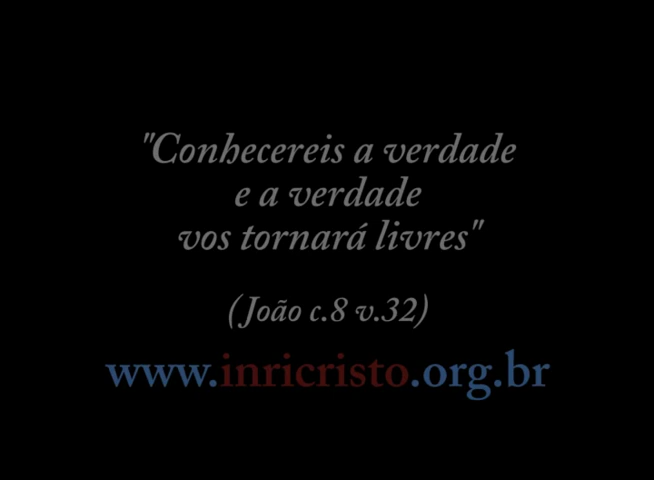 "Conhecereis a verdade
e a verdade
vos tornará livres"
(João c.8 v.32)
www.inricristo.org.br